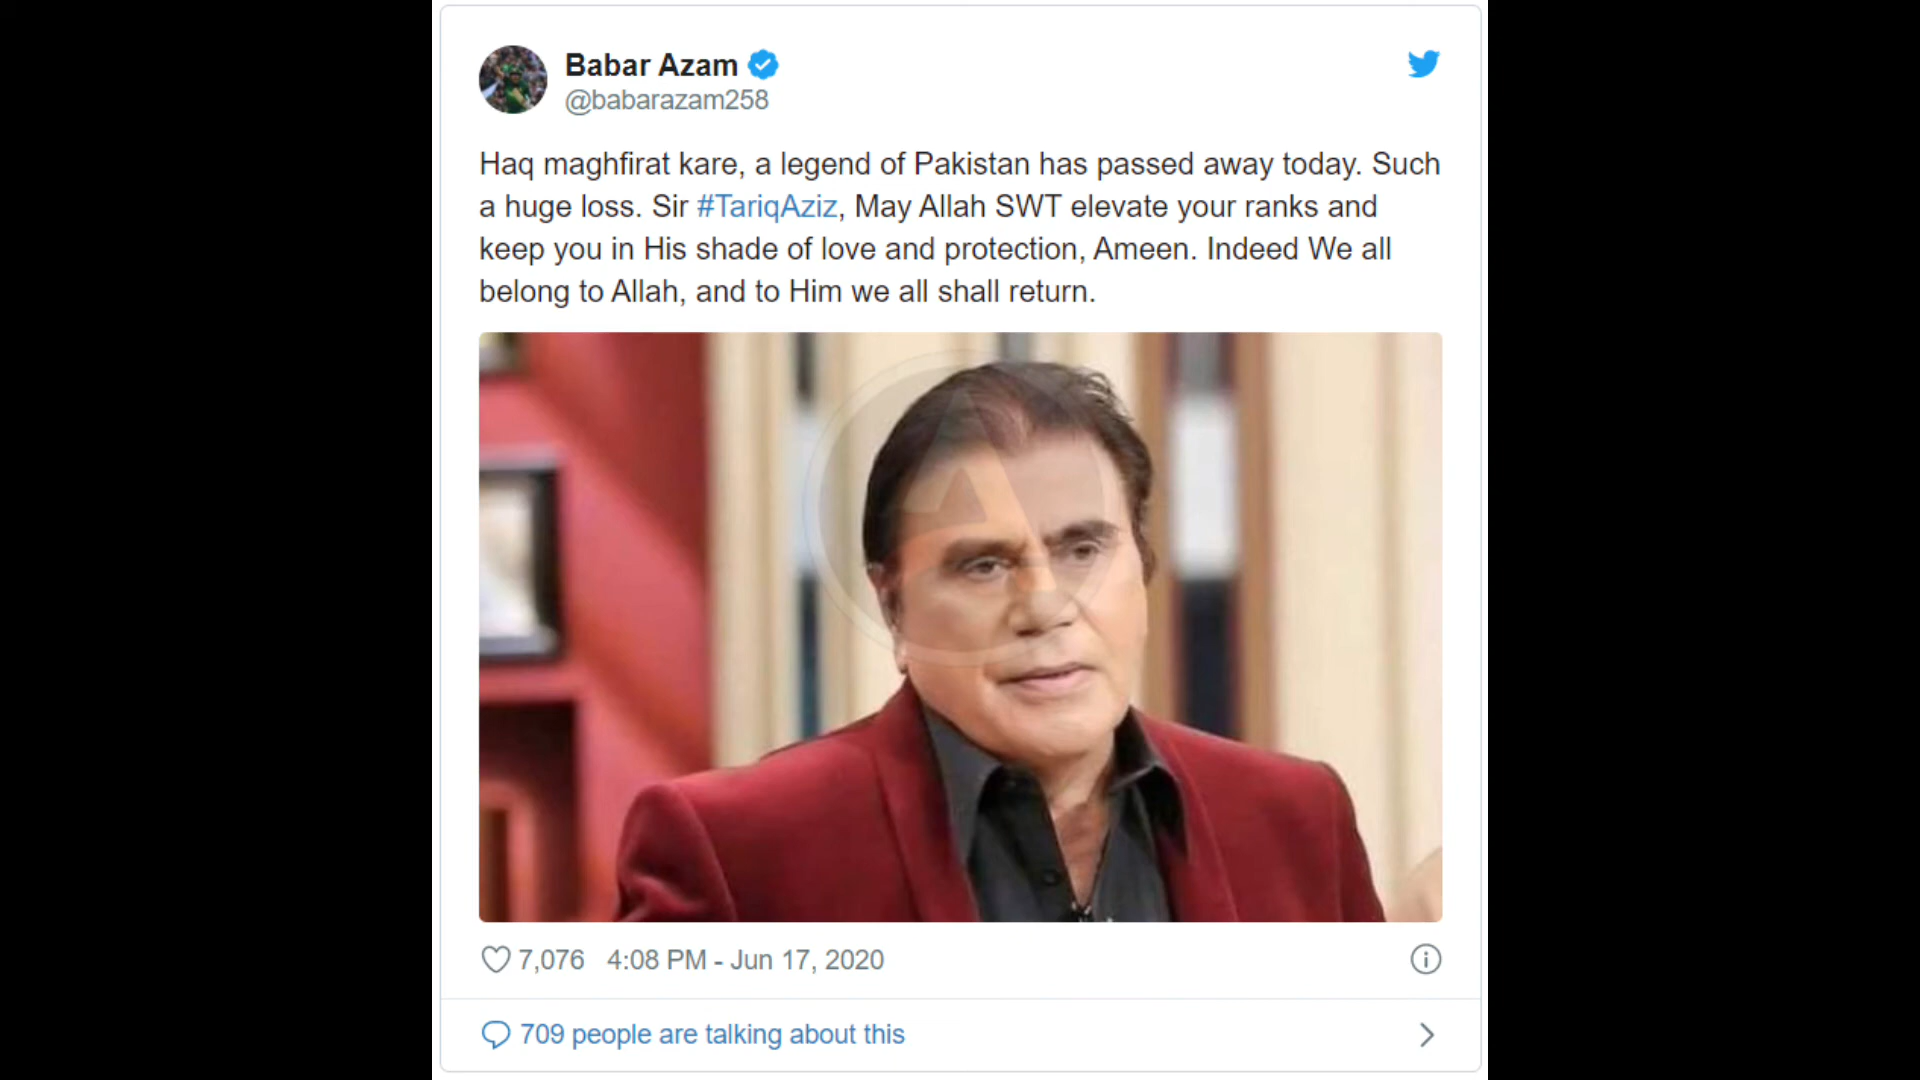 Babar Azam
@babarazam258
Haq maghfirat kare, a legend of Pakistan has passed away today. Such
a huge loss. Sir #TariqAziz, May Allah SWT elevate your ranks and
keep you in His shade of love and protection, Ameen. Indeed We all
belong to Allah, and to Him we all shall return.
7,076 4:08 PM - Jun 17, 2020
709 people are talking about this